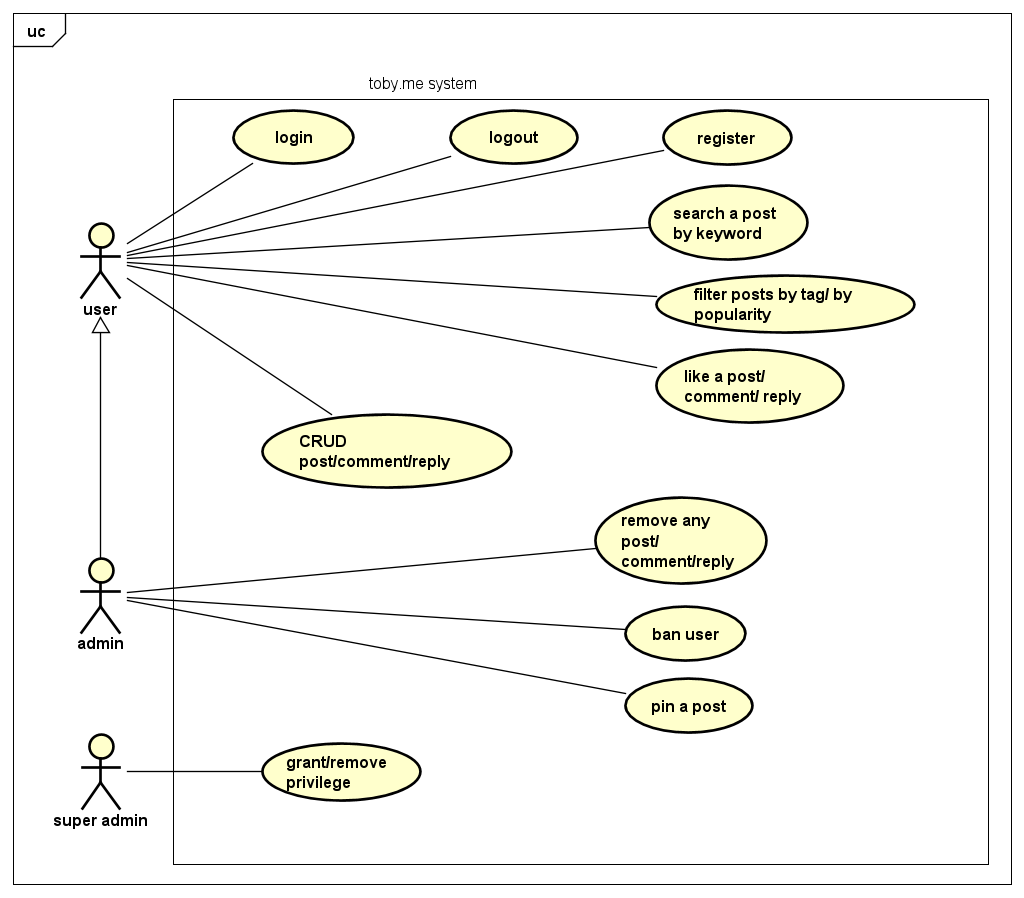 uc
toby.me system
login
logout
register
search a post
by keyword
user
filter posts by tag/ by
popularity
like a post/
comment/ reply
CRUD
post/comment/reply
remove any
post/
comment/reply
admin
ban user
pin a post
grant/remove
privilege
super admin